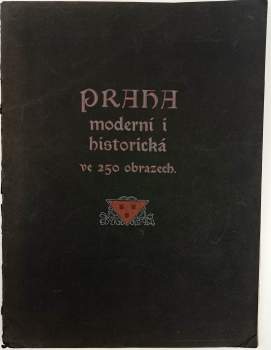 PRAHA
moderní i
historická
ve 250 obrazech.